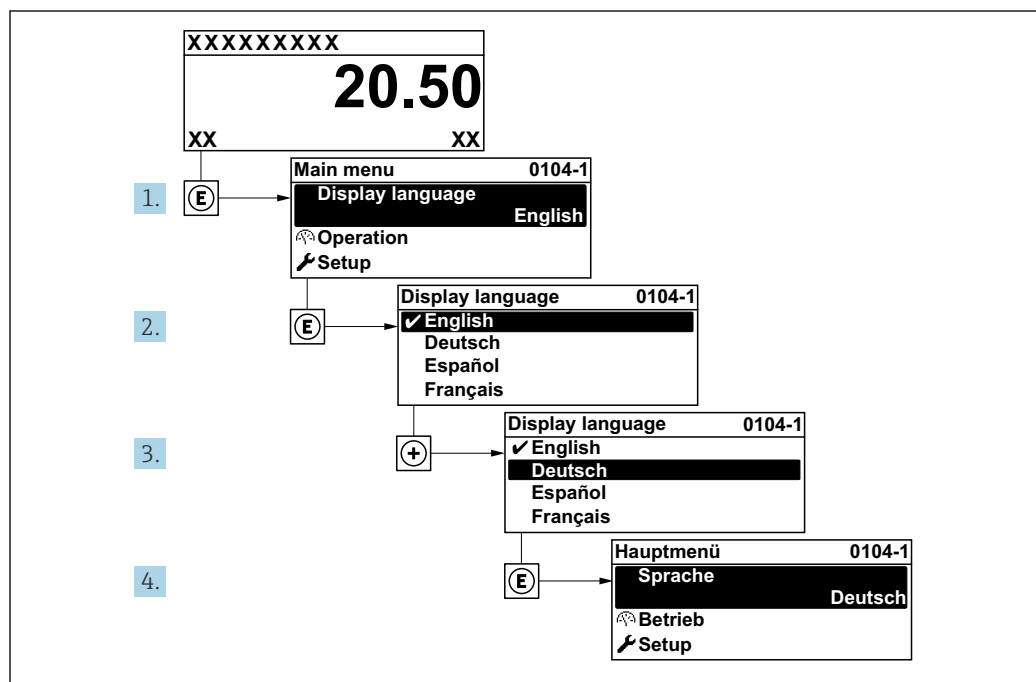 XXXXXXXXX
20.50
XX XX
1. E
Main menu 0104-1
Display language
English
Operation
Setup
2. E
Display language 0104-1
✔ English
Deutsch
Español
Français
3. +
Display language 0104-1
✔ English
Deutsch
Español
Français
4. E
Hauptmenü 0104-1
Sprache
Deutsch
Betrieb
Setup